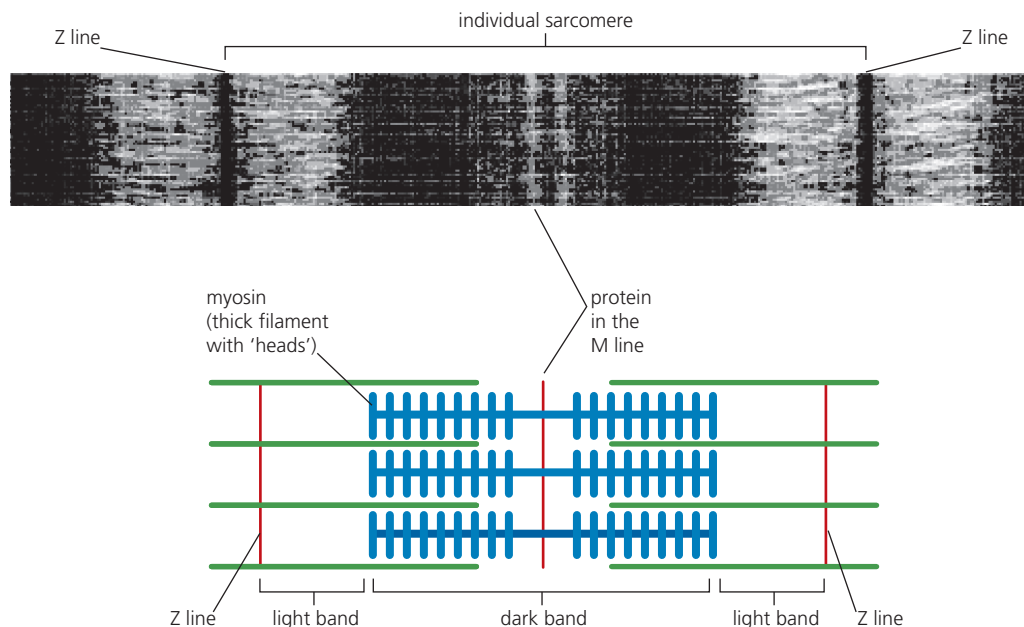 individual sarcomere
Z line
Z line
myosin
(thick filament
with ‘heads’)
protein
in the
M line
Z line
light band
dark band
light band
Z line